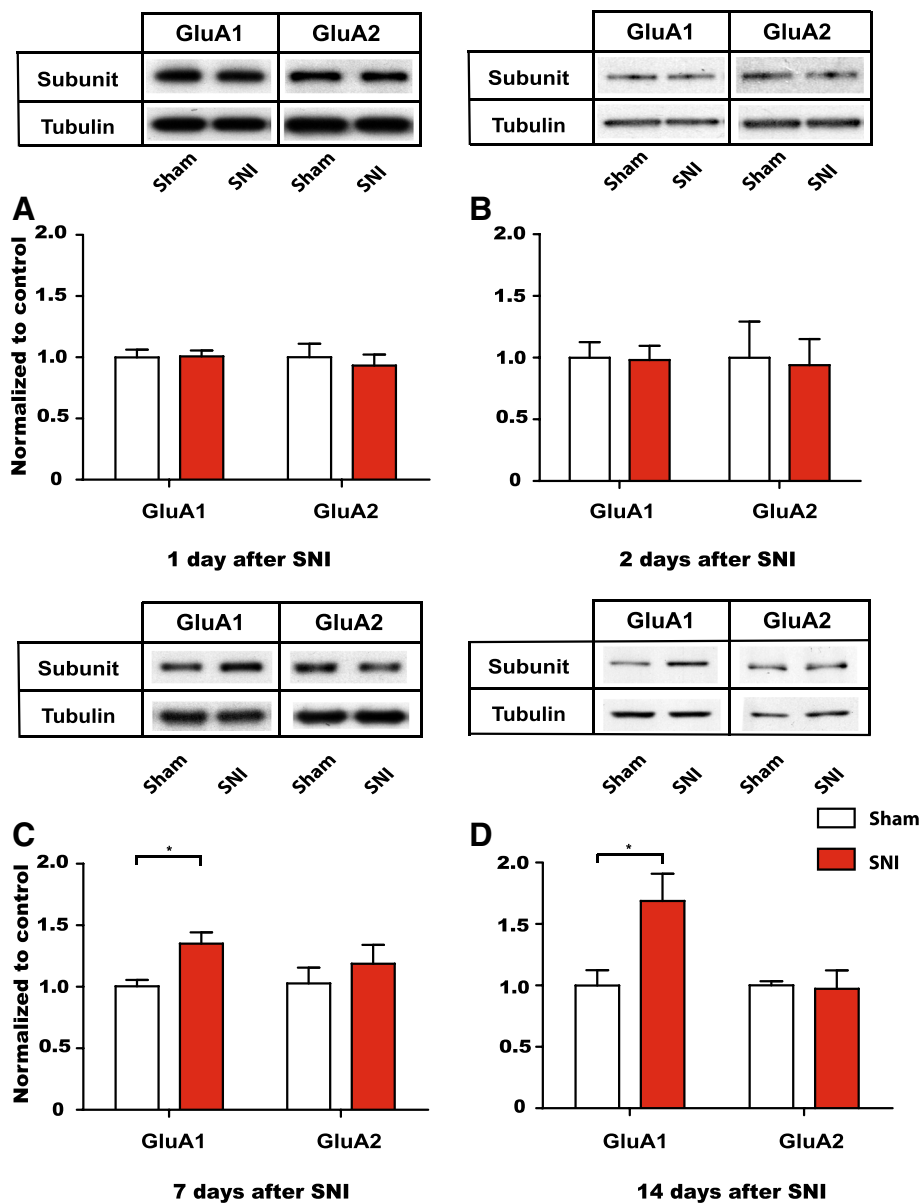 GluA1 GluA2
Subunit
Tubulin
Sham SNI Sham SNI
A
Normalized to control
2.0
1.5
1.0
0.5
0
GluA1 GluA2
1 day after SNI
GluA1 GluA2
Subunit
Tubulin
Sham SNI Sham SNI
B
2.0
1.5
1.0
0.5
0
GluA1 GluA2
2 days after SNI
GluA1 GluA2
Subunit
Tubulin
Sham SNI Sham SNI
C
Normalized to control
2.0
1.5
1.0
0.5
0
*
GluA1 GluA2
7 days after SNI
GluA1 GluA2
Subunit
Tubulin
Sham SNI Sham SNI
D
Sham
SNI
2.0
1.5
1.0
0.5
0
*
GluA1 GluA2
14 days after SNI